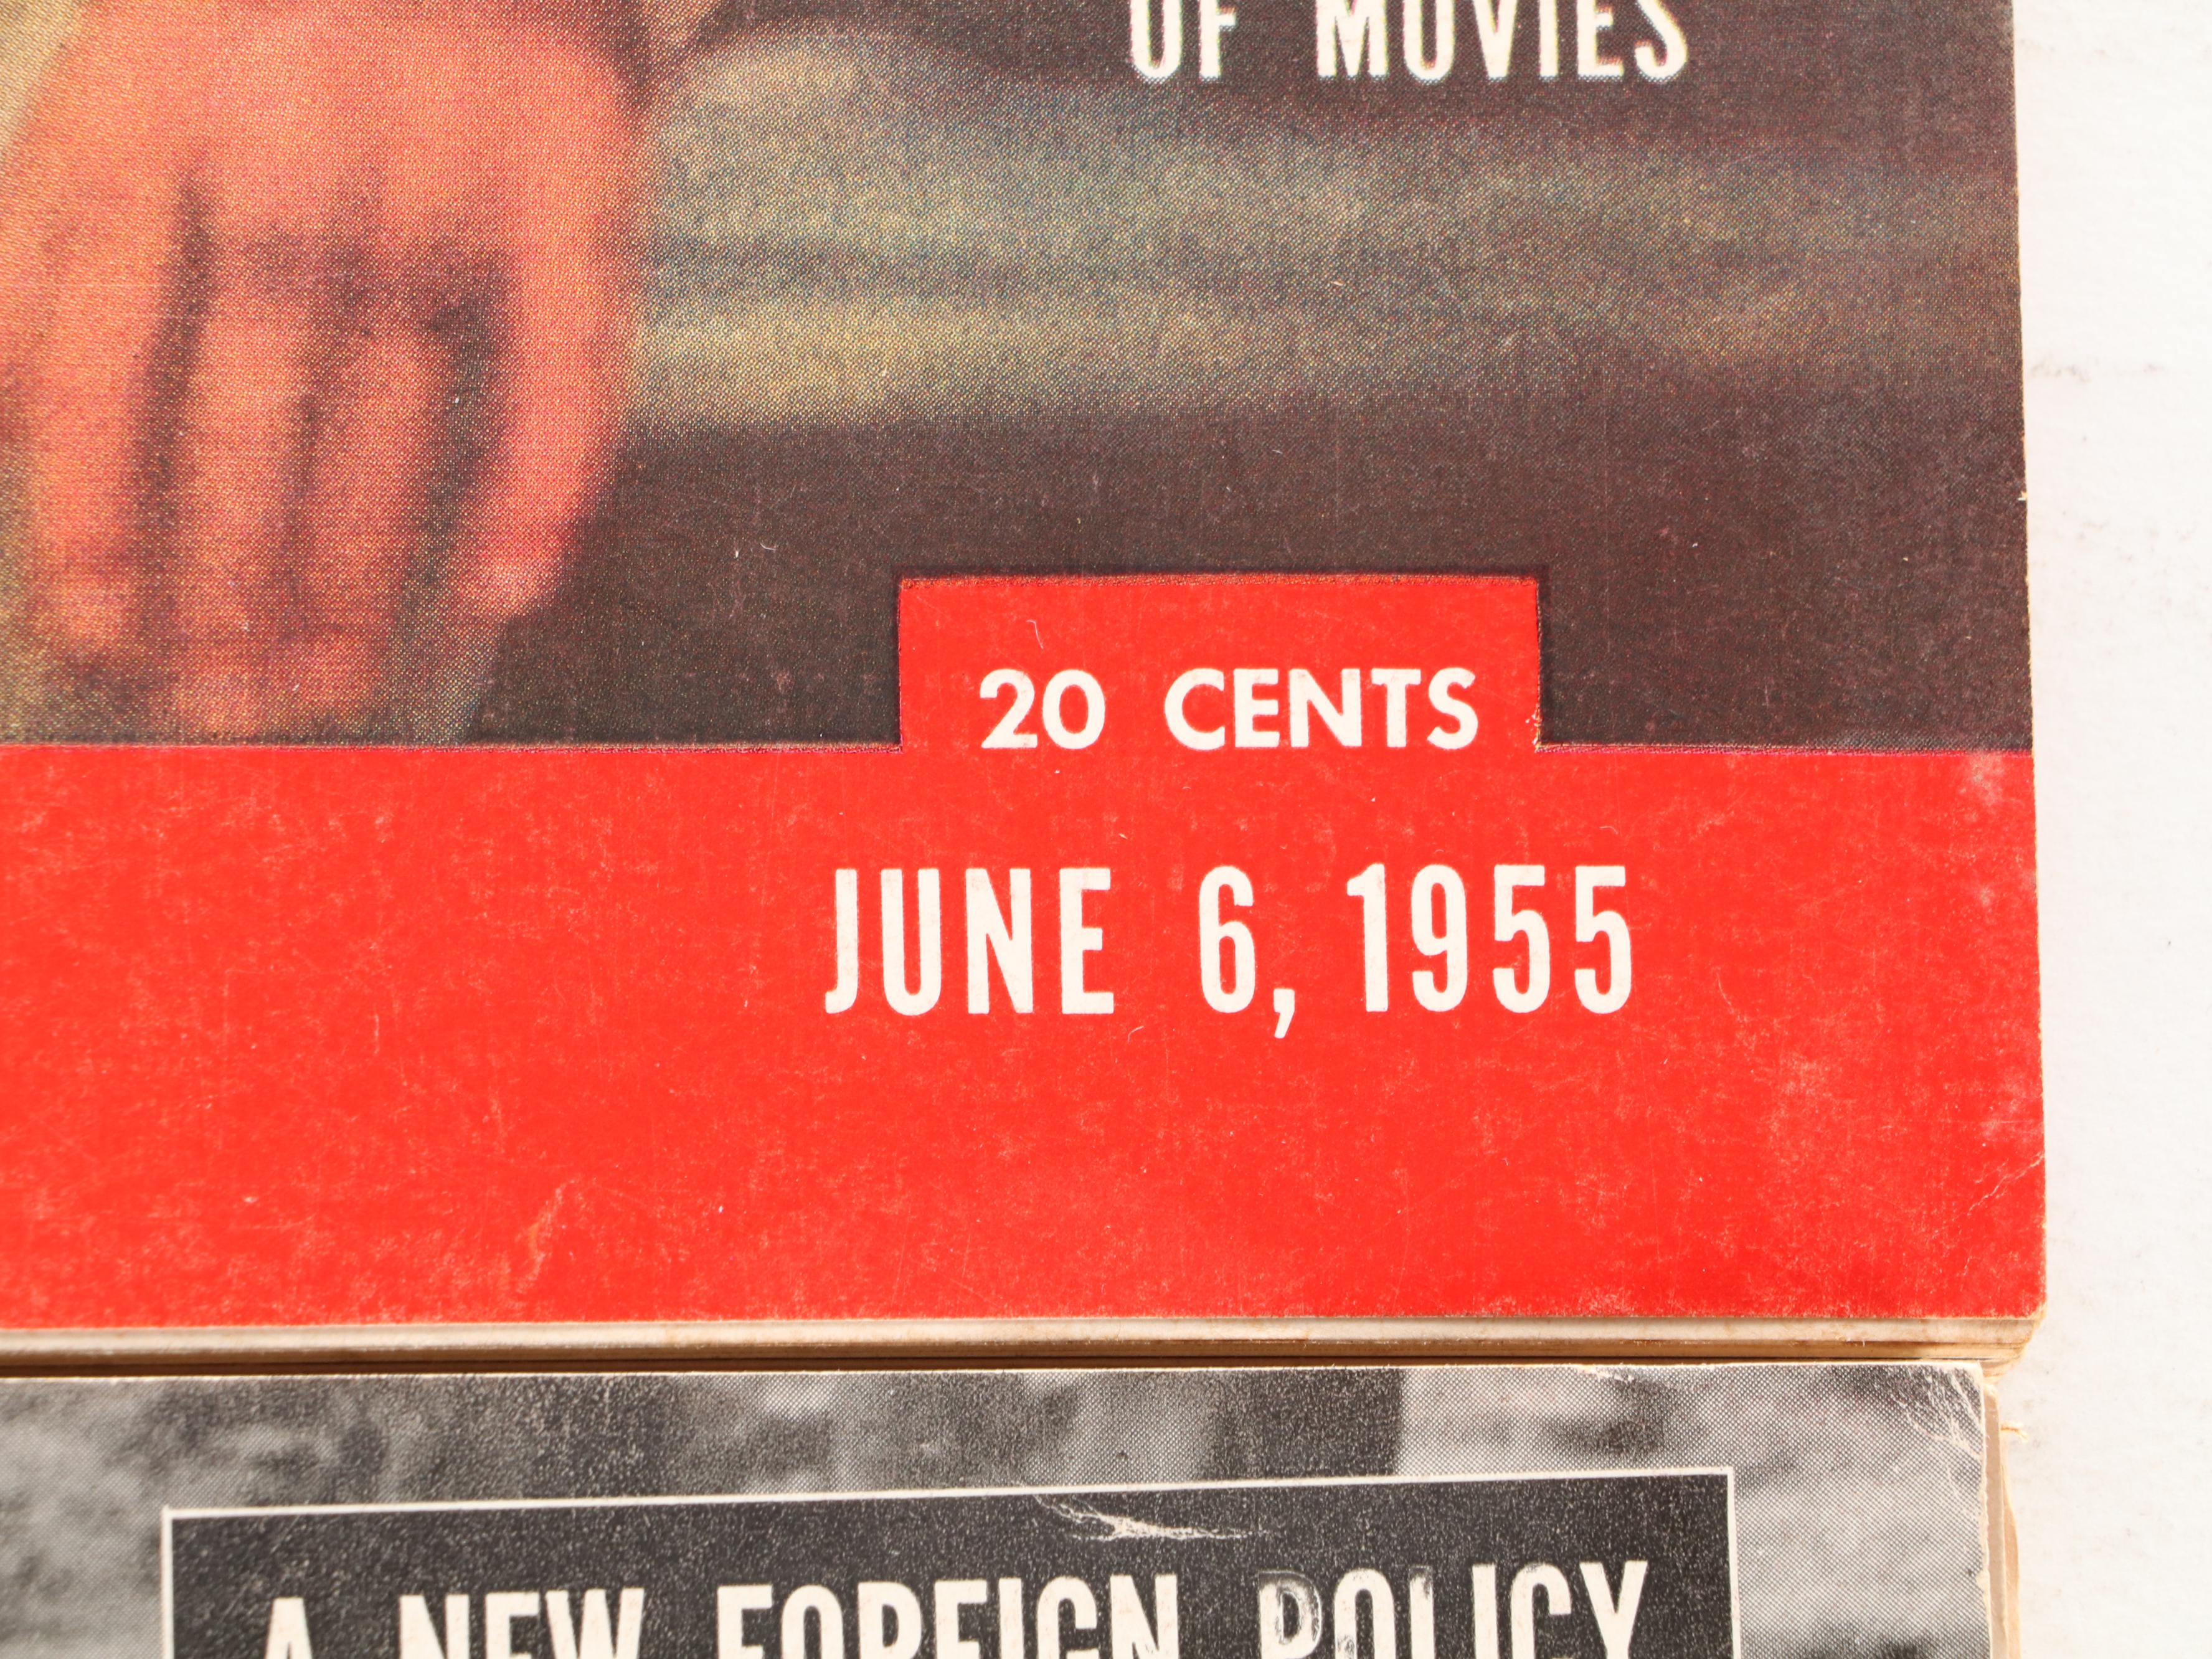 OF MOVIES
20 CENTS
JUNE 6, 1955
A NEW FOREIGN POLICY